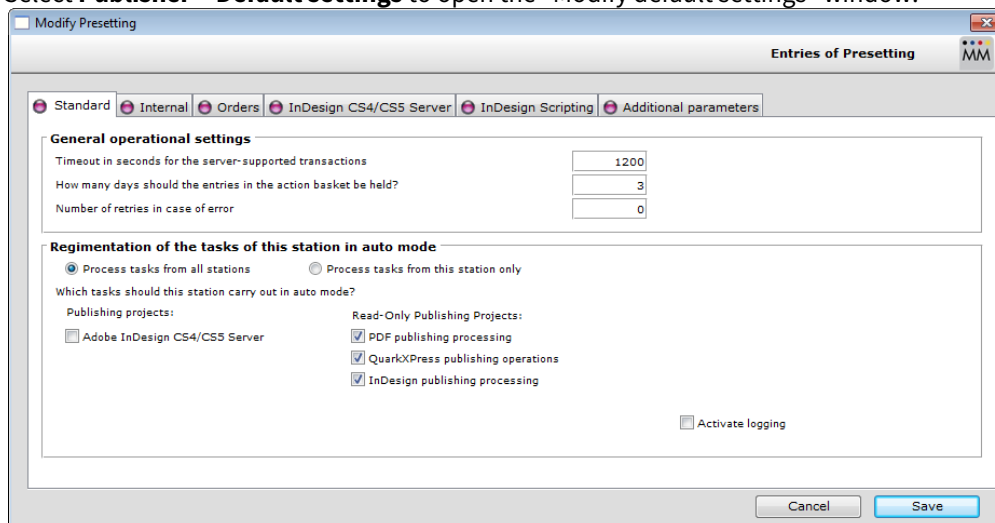 Select Publisher – Default settings to open the "Modify default settings" window.
Modify Presetting
Entries of Presetting
MM
Standard Internal Orders InDesign CS4/CS5 Server InDesign Scripting Additional parameters
General operational settings
Timeout in seconds for the server-supported transactions 1200
How many days should the entries in the action basket be held? 3
Number of retries in case of error 0
Regimentation of the tasks of this station in auto mode
Process tasks from all stations Process tasks from this station only
Which tasks should this station carry out in auto mode?
Publishing projects: Read-Only Publishing Projects:
Adobe InDesign CS4/CS5 Server PDF publishing processing
QuarkXPress publishing operations
InDesign publishing processing
Activate logging
Cancel Save